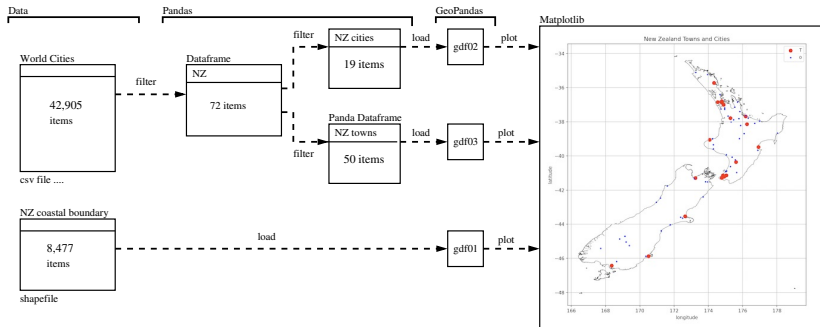 Data
Pandas
GeoPandas
Matplotlib
World Cities
42,905
items
csv file ....
filter
Dataframe
NZ
72 items
filter
NZ cities
19 items
load
gdf02
plot
filter
Panda Dataframe
NZ towns
50 items
load
gdf03
plot
NZ coastal boundary
8,477
items
shapefile
load
gdf01
plot
New Zealand Towns and Cities
T
latitude
−34
−36
−38
−40
−42
−44
−46
−48
166
168
170
172
174
176
178
longitude